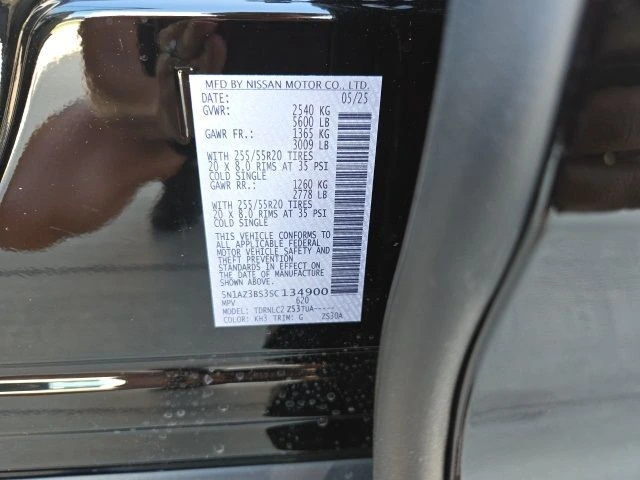 MFD BY NISSAN MOTOR CO., LTD.
DATE: 05/25
GVWR: 2540 KG
5600 LB
GAWR FR.: 1365 KG
3009 LB
WITH 255/55R20 TIRES
20 X 8.0 RIMS AT 35 PSI
COLD SINGLE
GAWR RR.: 1260 KG
2778 LB
WITH 255/55R20 TIRES
20 X 8.0 RIMS AT 35 PSI
COLD SINGLE
THIS VEHICLE CONFORMS TO
ALL APPLICABLE FEDERAL
MOTOR VEHICLE SAFETY AND
THEFT PREVENTION
STANDARDS IN EFFECT ON
THE DATE OF MANUFACTURE
SHOWN ABOVE.
5N1AZ3BS3SC134900
MPV 620
MODEL: TDRNLC2 Z53TUA-----
COLOR: KH3 TRIM: G ZS30A